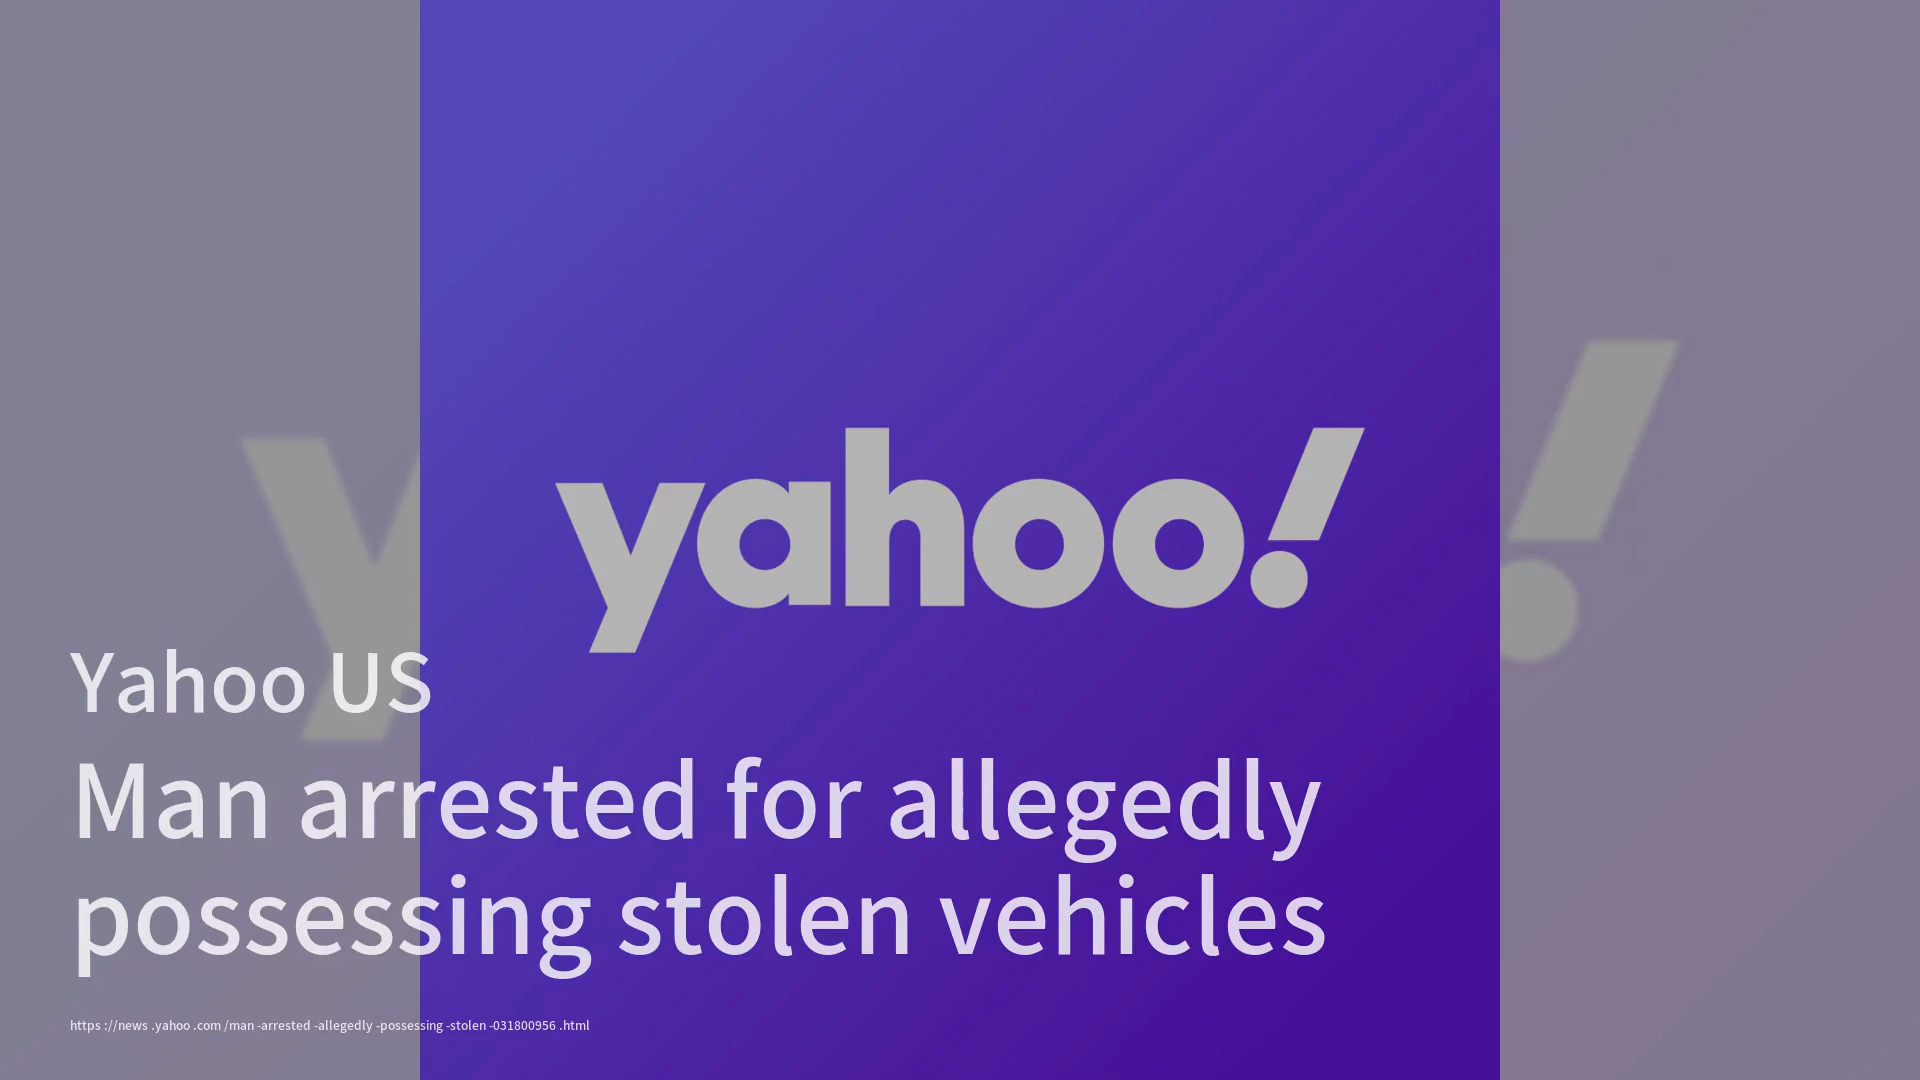 yahoo!
Yahoo US
Man arrested for allegedly
possessing stolen vehicles
https ://news .yahoo .com /man -arrested -allegedly -possessing -stolen -031800956 .html